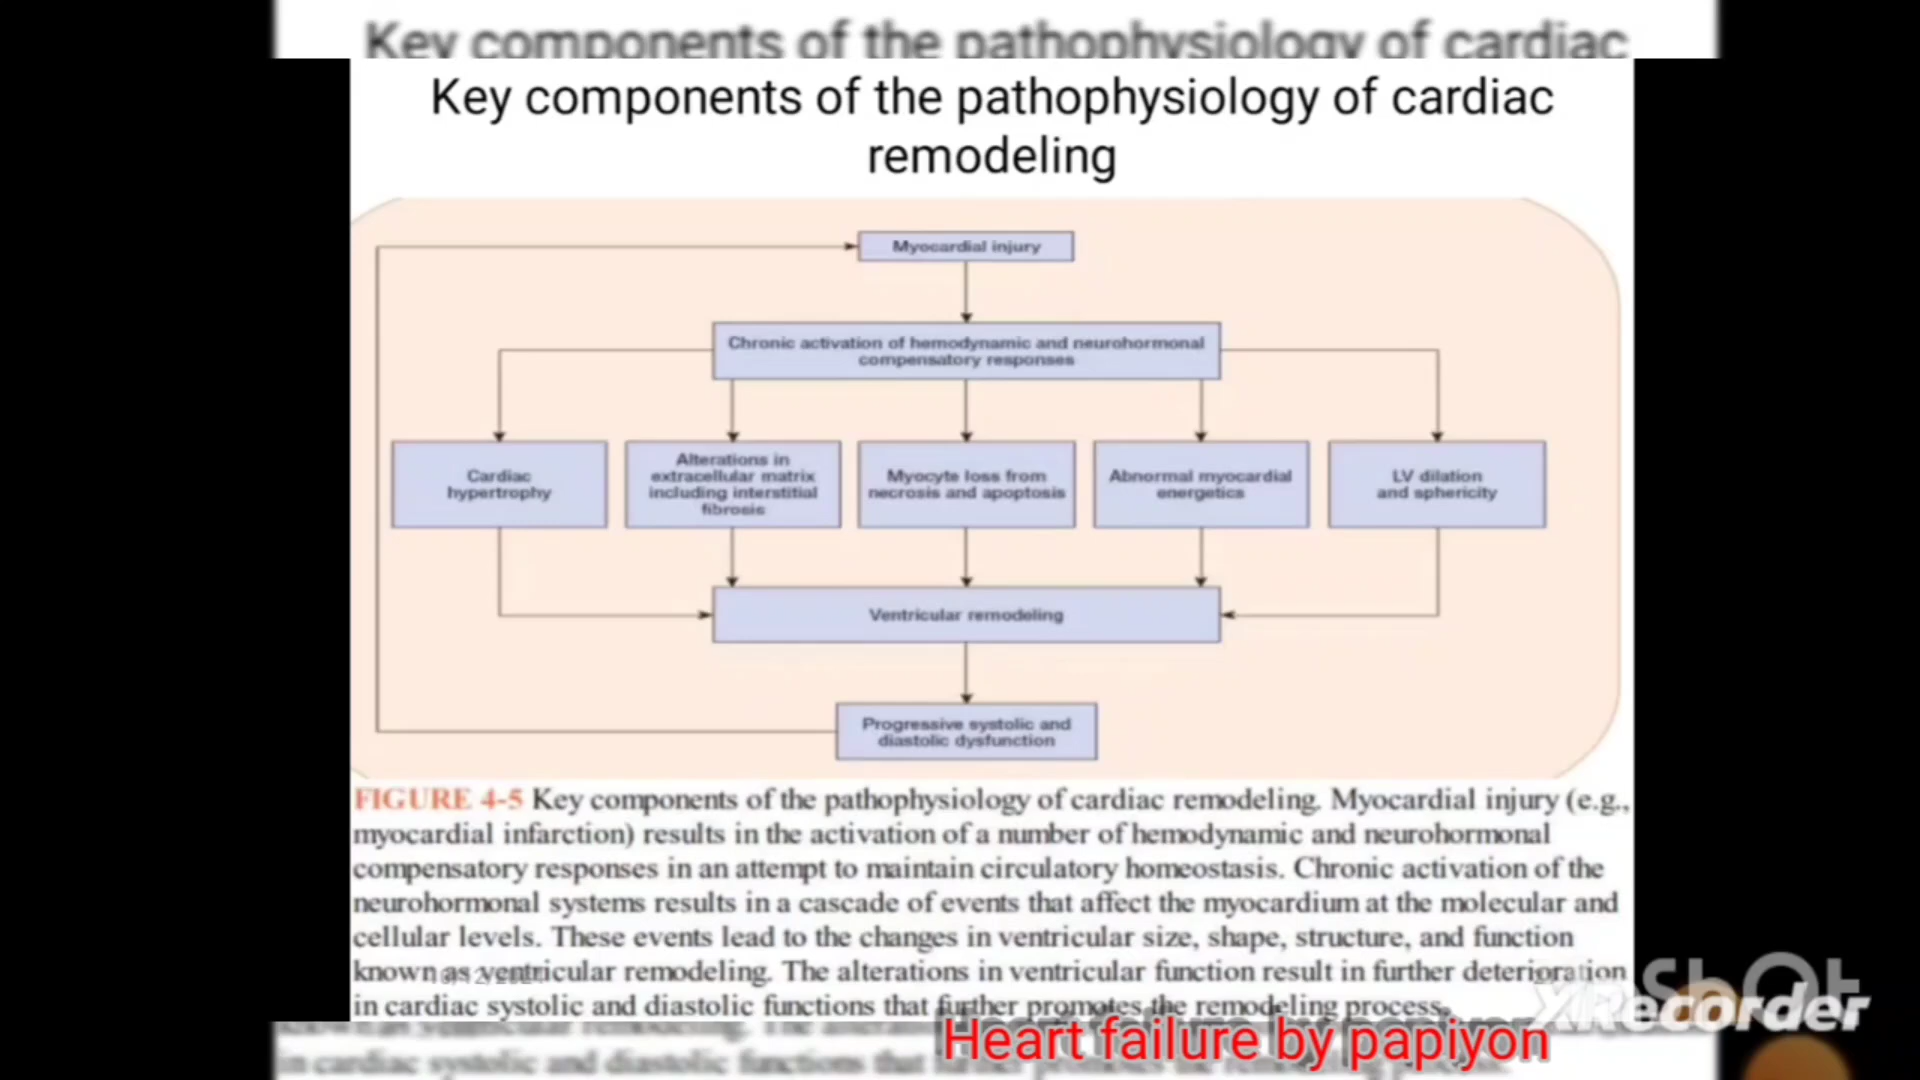 Key components of the pathophysiology of cardiac
Key components of the pathophysiology of cardiac
remodeling
Myocardial injury
Chronic activation of hemodynamic and neurohormonal
compensatory responses
Cardiac
hypertrophy
Alterations in
extracellular matrix
including interstitial
fibrosis
Myocyte loss from
necrosis and apoptosis
Abnormal myocardial
energetics
LV dilation
and sphericity
Ventricular remodeling
Progressive systolic and
diastolic dysfunction
FIGURE 4-5 Key components of the pathophysiology of cardiac remodeling. Myocardial injury (e.g.,
myocardial infarction) results in the activation of a number of hemodynamic and neurohormonal
compensatory responses in an attempt to maintain circulatory homeostasis. Chronic activation of the
neurohormonal systems results in a cascade of events that affect the myocardium at the molecular and
cellular levels. These events lead to the changes in ventricular size, shape, structure, and function
known as ventricular remodeling. The alterations in ventricular function result in further deterioration
in cardiac systolic and diastolic functions that further promotes the remodeling process.
Shot
XRecorder
Heart failure by papiyon
in cardiac systolic and diastolic functions that